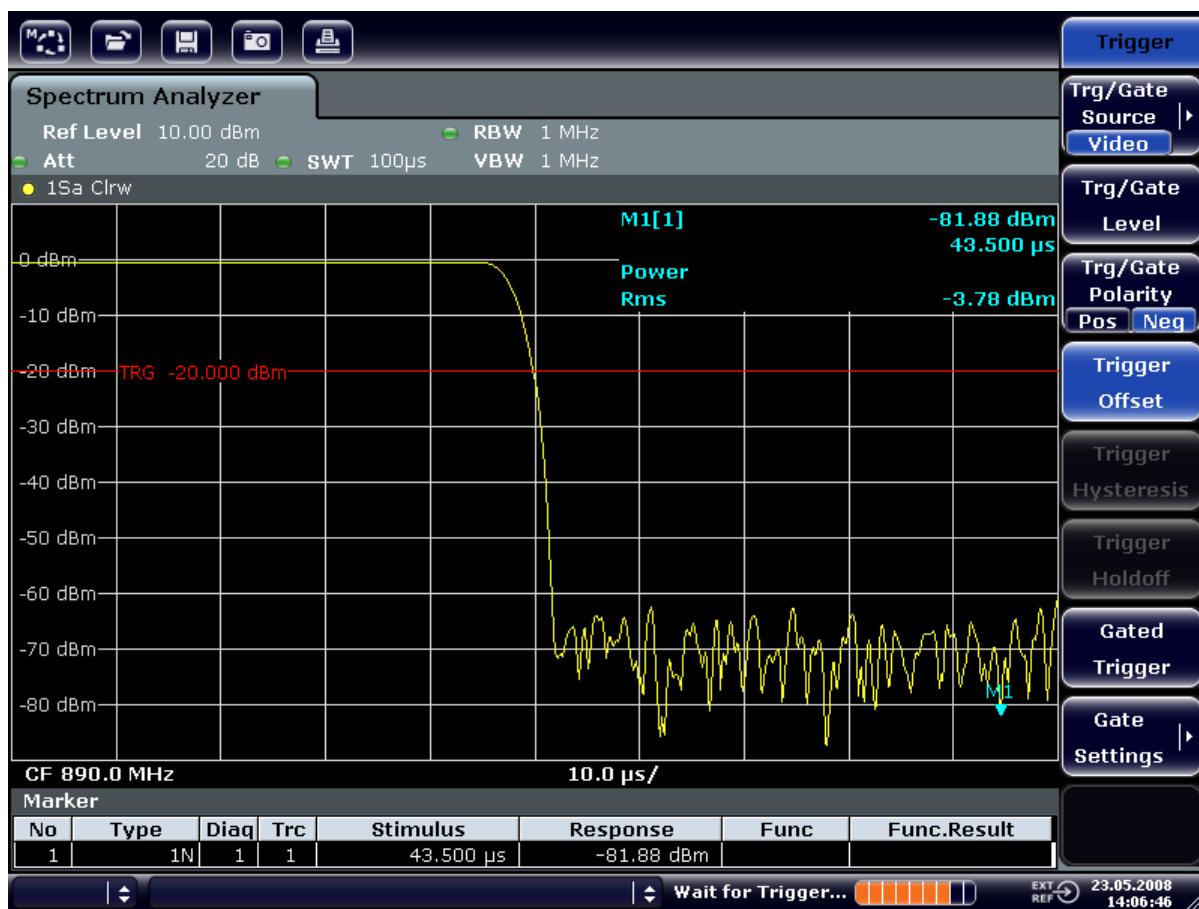 Trigger
Spectrum Analyzer
Ref Level 10.00 dBm RBW 1 MHz
Att 20 dB SWT 100µs VBW 1 MHz
1Sa Clrw
M1[1] -81.88 dBm
43.500 µs
Power
Rms -3.78 dBm
0 dBm
-10 dBm
-20 dBm TRG -20.000 dBm
-30 dBm
-40 dBm
-50 dBm
-60 dBm
-70 dBm
-80 dBm
M1
CF 890.0 MHz 10.0 µs/
Marker
No Type Diag Trc Stimulus Response Func Func.Result
1 1N 1 1 43.500 µs -81.88 dBm
Wait for Trigger... EXT REF 23.05.2008
14:06:46
Trg/Gate
Source
Video
Trg/Gate
Level
Trg/Gate
Polarity
Pos Neg
Trigger
Offset
Trigger
Hysteresis
Trigger
Holdoff
Gated
Trigger
Gate
Settings
M